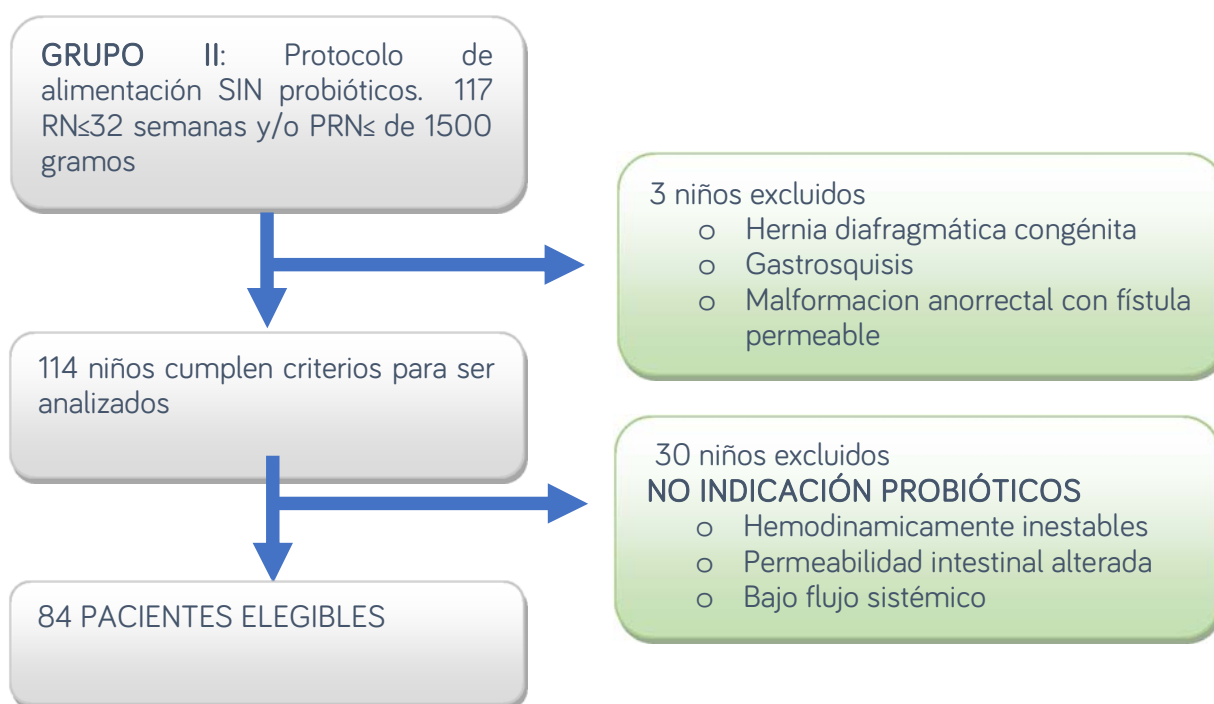 GRUPO II: Protocolo de
alimentación SIN probióticos. 117
RN≤32 semanas y/o PRN≤ de 1500
gramos
3 niños excluidos
o Hernia diafragmática congénita
o Gastrosquisis
o Malformacion anorrectal con fístula
permeable
114 niños cumplen criterios para ser
analizados
30 niños excluidos
NO INDICACIÓN PROBIÓTICOS
o Hemodinamicamente inestables
o Permeabilidad intestinal alterada
o Bajo flujo sistémico
84 PACIENTES ELEGIBLES